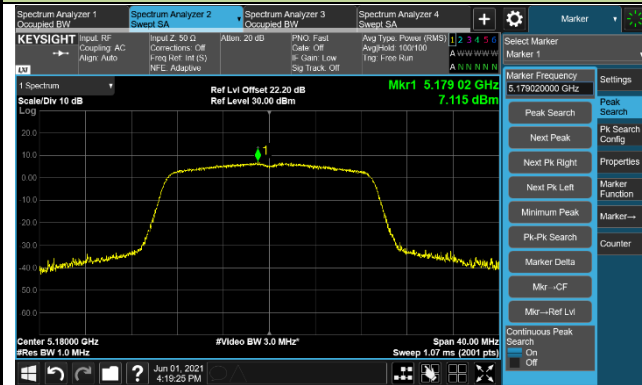 Spectrum Analyzer 1
Occupied BW
Spectrum Analyzer 2
Swept SA
Spectrum Analyzer 3
Occupied BW
Spectrum Analyzer 4
Swept SA
+
Marker
KEYSIGHT
LXI
Input: RF
Coupling: AC
Align: Auto
Input Z: 50 Ω
Corrections: Off
Freq Ref: Int (S)
NFE: Adaptive
Atten: 20 dB
PNO: Fast
Gate: Off
IF Gain: Low
Sig Track: Off
Avg Type: Power (RMS)
Avg|Hold: 100/100
Trig: Free Run
1 2 3 4 5 6
A W W W W W
A N N N N N
Select Marker
Marker 1
1 Spectrum
Scale/Div 10 dB
Log
Ref Lvl Offset 22.20 dB
Ref Level 30.00 dBm
Mkr1 5.179 02 GHz
7.115 dBm
1
20.0
10.0
0.00
-10.0
-20.0
-30.0
-40.0
-50.0
-60.0
Center 5.18000 GHz
#Res BW 1.0 MHz
#Video BW 3.0 MHz*
Span 40.00 MHz
Sweep 1.07 ms (2001 pts)
Marker Frequency
5.179020000 GHz
Peak Search
Next Peak
Next Pk Right
Next Pk Left
Minimum Peak
Pk-Pk Search
Marker Delta
Mkr→CF
Mkr→Ref Lvl
Continuous Peak
Search
On
Off
Settings
Peak
Search
Pk Search
Config
Properties
Marker
Function
Marker→
Counter
?
Jun 01, 2021
4:19:25 PM